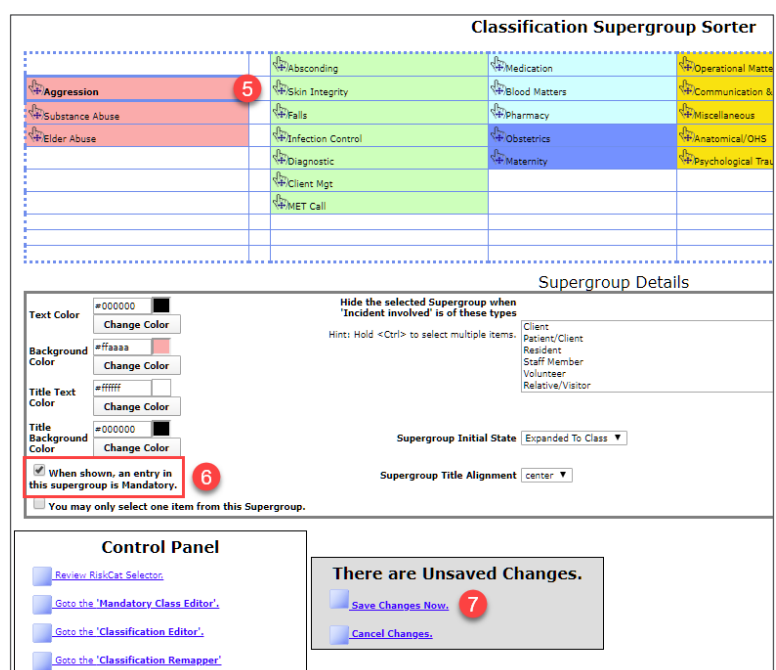 Classification Supergroup Sorter
Absconding Medication Operational Matte
Aggression 5 Skin Integrity Blood Matters Communication &
Substance Abuse Falls Pharmacy Miscellaneous
Elder Abuse Infection Control Obstetrics Anatomical/OHS
Diagnostic Maternity Psychological Trau
Client Mgt
MET Call
Supergroup Details
Text Color #000000
Change Color
Background Color #ffaaaa
Change Color
Title Text Color #ffffff
Change Color
Title Background Color #000000
Change Color
When shown, an entry in
this supergroup is Mandatory.
6
You may only select one item from this Supergroup.
Hide the selected Supergroup when
'Incident involved' is of these types
Hint: Hold <Ctrl> to select multiple items.
Client
Patient/Client
Resident
Staff Member
Volunteer
Relative/Visitor
Supergroup Initial State Expanded To Class ▼
Supergroup Title Alignment center ▼
Control Panel
Review RiskCat Selector.
Goto the 'Mandatory Class Editor'.
Goto the 'Classification Editor'.
Goto the 'Classification Remapper'
There are Unsaved Changes.
Save Changes Now. 7
Cancel Changes.